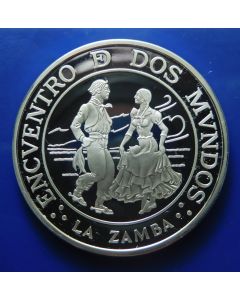 ENCVENTRO Ð DOS MVNDOS
· LA ZAMBA ·